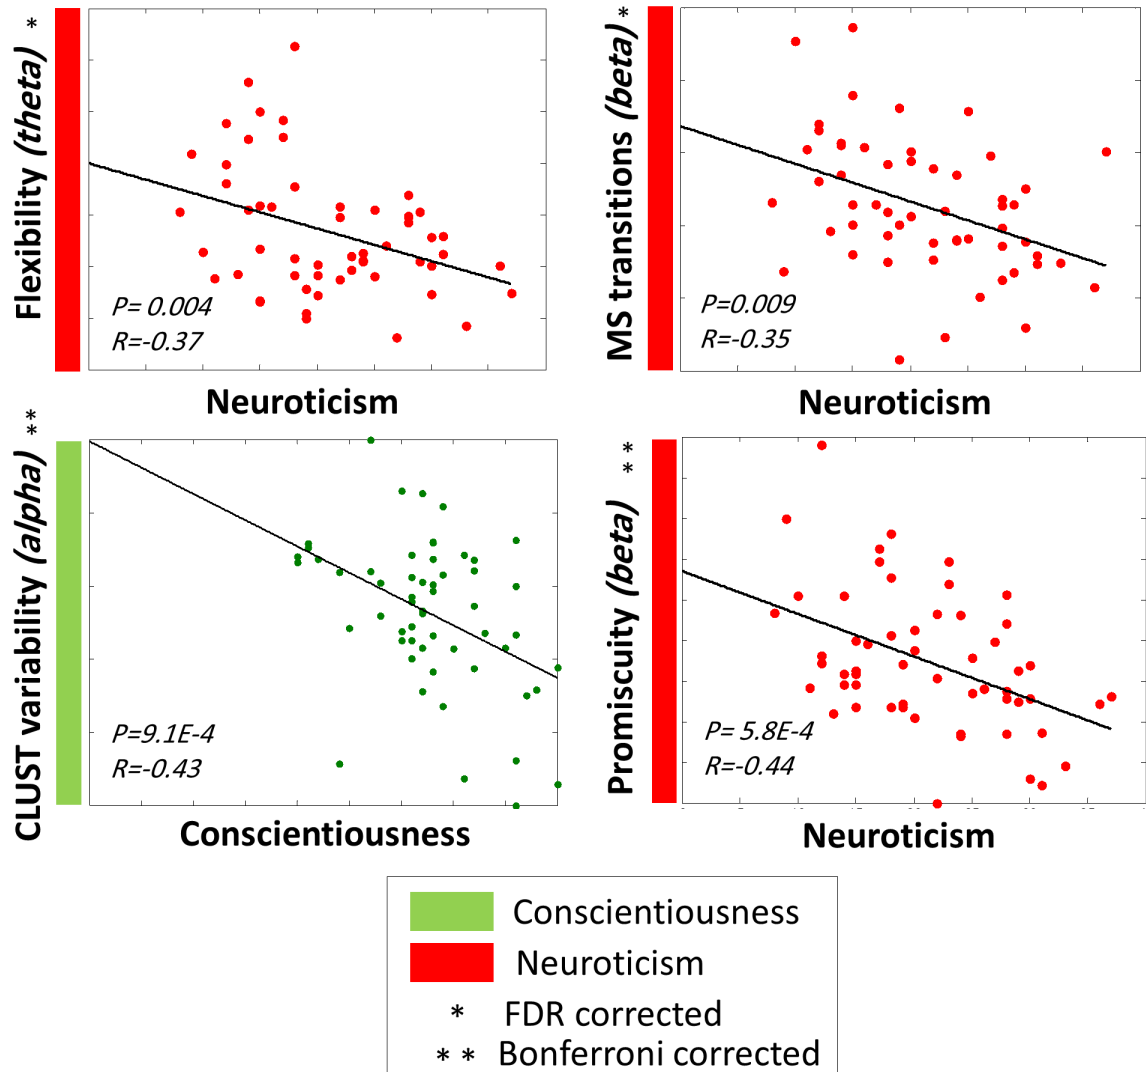 Flexibility (theta) *
P= 0.004
R=-0.37
Neuroticism
MS transitions (beta) *
P=0.009
R=-0.35
Neuroticism
CLUST variability (alpha) **
P=9.1E-4
R=-0.43
Conscientiousness
Promiscuity (beta) **
P= 5.8E-4
R=-0.44
Neuroticism
Conscientiousness
Neuroticism
* FDR corrected
** Bonferroni corrected